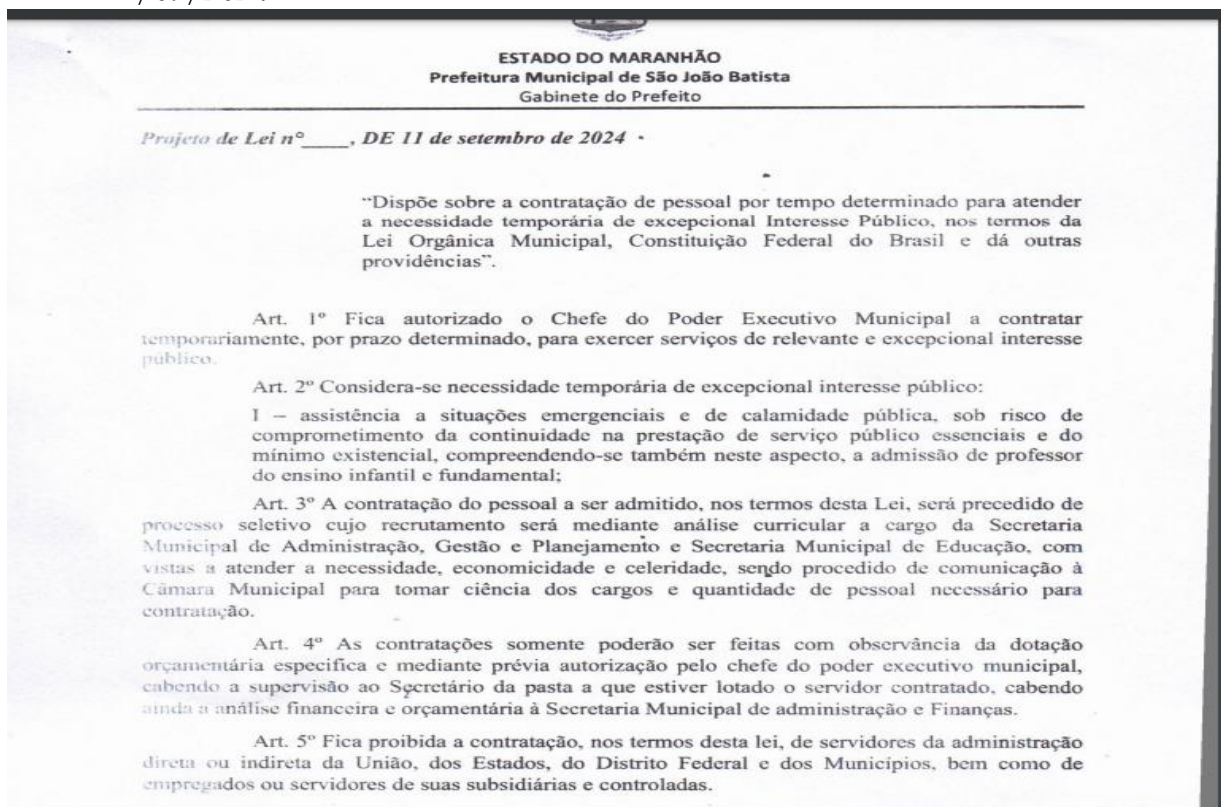 ESTADO DO MARANHÃO
Prefeitura Municipal de São João Batista
Gabinete do Prefeito
Projeto de Lei nº____, DE 11 de setembro de 2024
“Dispõe sobre a contratação de pessoal por tempo determinado para atender
a necessidade temporária de excepcional Interesse Público, nos termos da
Lei Orgânica Municipal, Constituição Federal do Brasil e dá outras
providências”.
Art. 1º Fica autorizado o Chefe do Poder Executivo Municipal a contratar
temporariamente, por prazo determinado, para exercer serviços de relevante e excepcional interesse
público.
Art. 2º Considera-se necessidade temporária de excepcional interesse público:
I – assistência a situações emergenciais e de calamidade pública, sob risco de
comprometimento da continuidade na prestação de serviço público essenciais e do
mínimo existencial, compreendendo-se também neste aspecto, a admissão de professor
do ensino infantil e fundamental;
Art. 3º A contratação do pessoal a ser admitido, nos termos desta Lei, será precedido de
processo seletivo cujo recrutamento será mediante análise curricular a cargo da Secretaria
Municipal de Administração, Gestão e Planejamento e Secretaria Municipal de Educação, com
vistas a atender a necessidade, economicidade e celeridade, sendo procedido de comunicação à
Câmara Municipal para tomar ciência dos cargos e quantidade de pessoal necessário para
contratação.
Art. 4º As contratações somente poderão ser feitas com observância da dotação
orçamentária especifica e mediante prévia autorização pelo chefe do poder executivo municipal,
cabendo a supervisão ao Secretário da pasta a que estiver lotado o servidor contratado, cabendo
ainda a análise financeira e orçamentária à Secretaria Municipal de administração e Finanças.
Art. 5º Fica proibida a contratação, nos termos desta lei, de servidores da administração
direta ou indireta da União, dos Estados, do Distrito Federal e dos Municípios, bem como de
empregados ou servidores de suas subsidiárias e controladas.